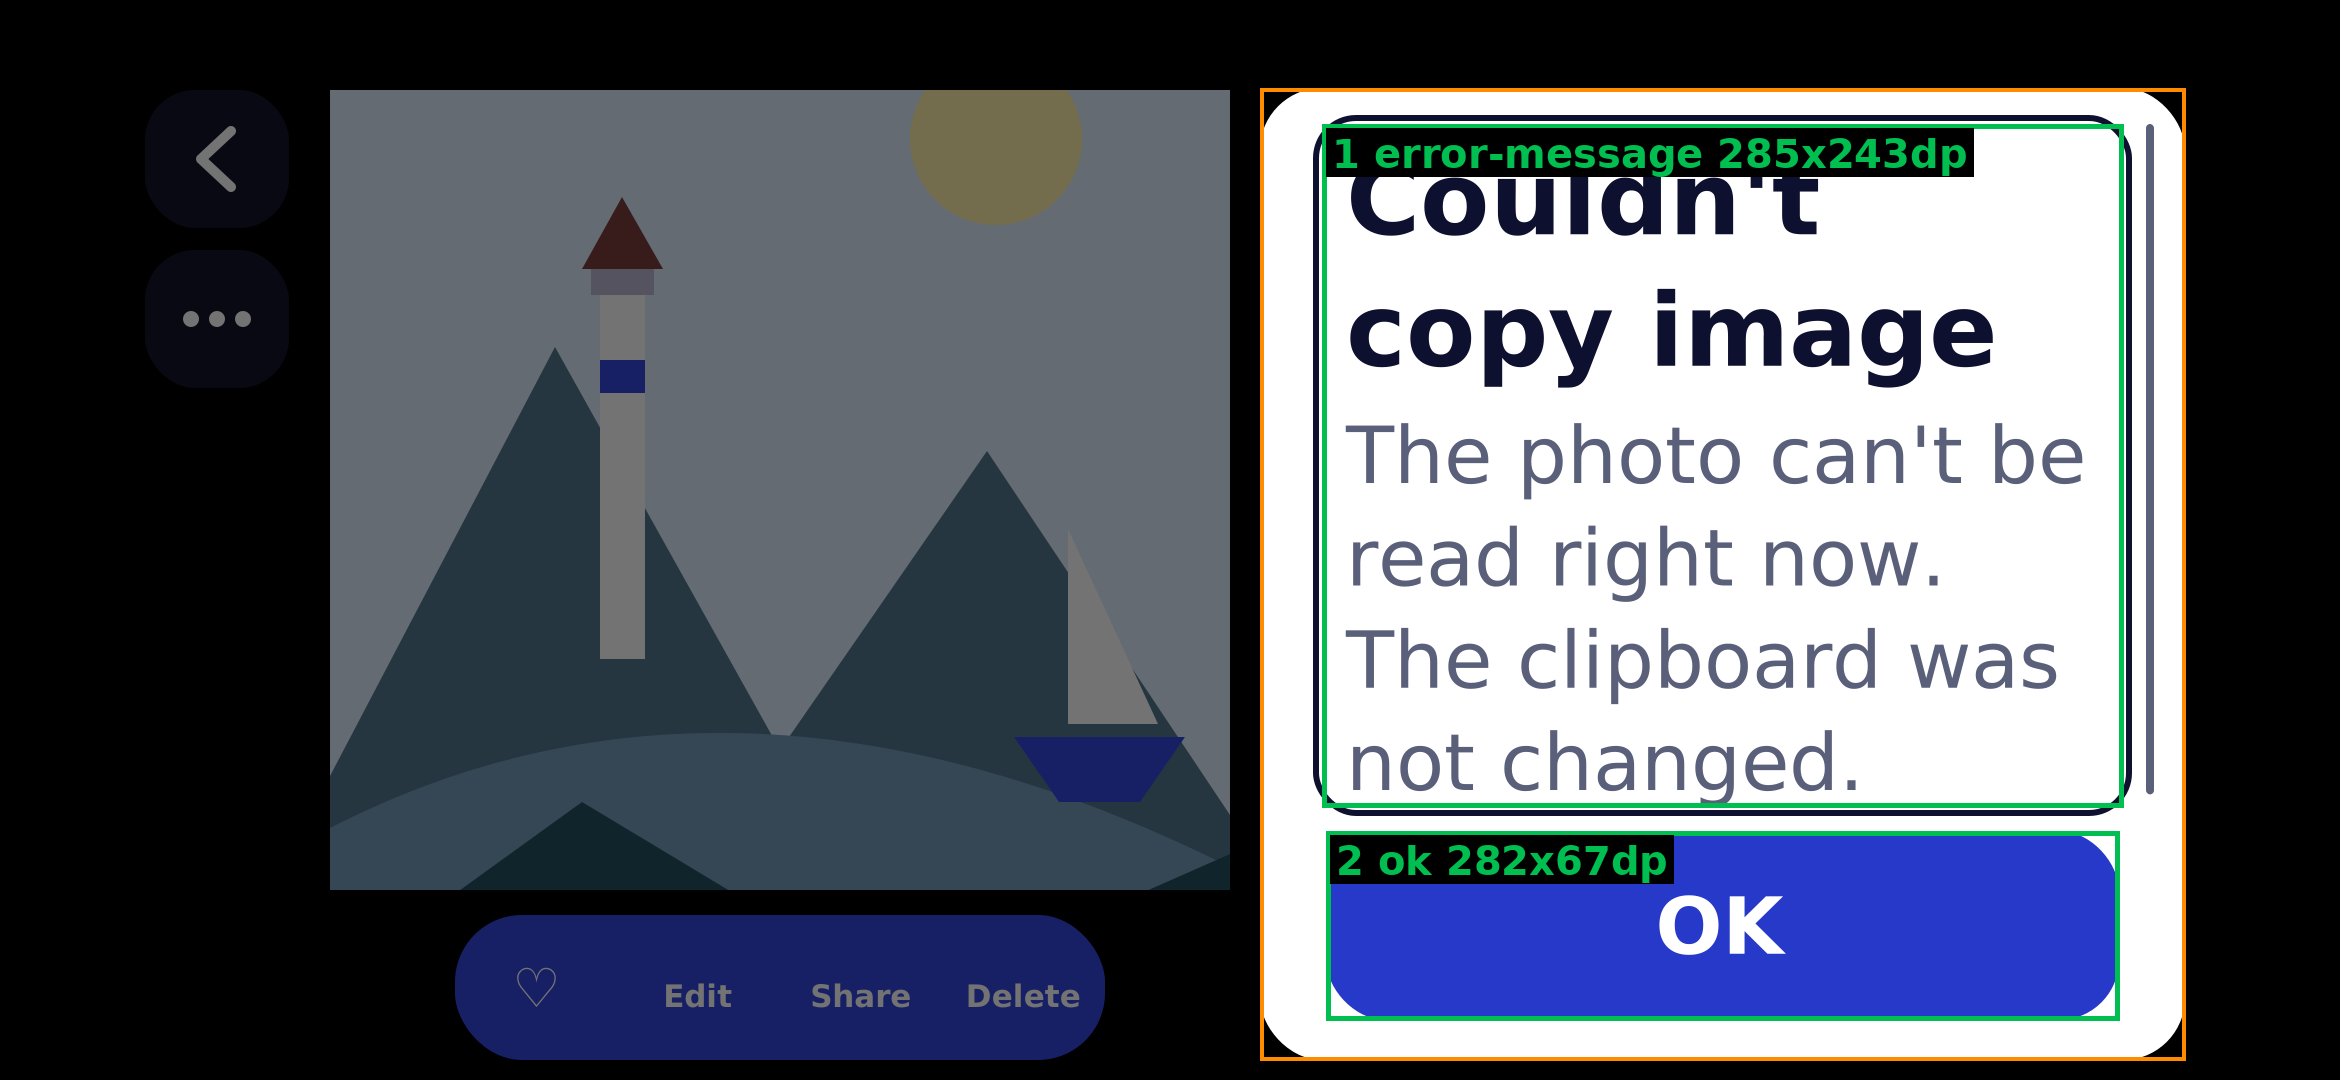 1 error-message 285x243dp
Couldn't
copy image
The photo can't be
read right now.
The clipboard was
not changed.
2 ok 282x67dp
OK
♡ Edit Share Delete